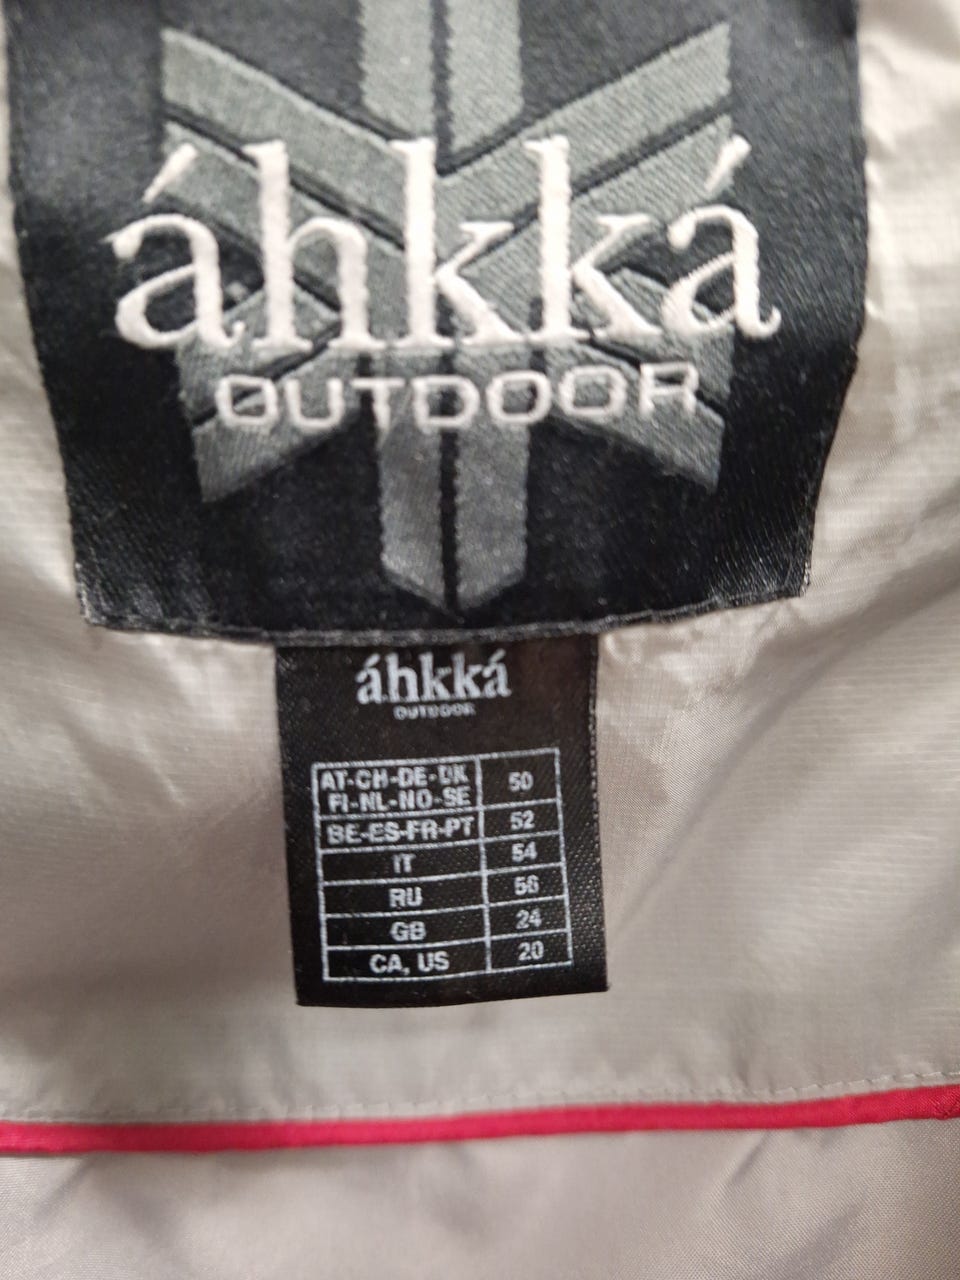 áhkká
OUTDOOR
áhkká
OUTDOOR
AT-CH-DE-DK
FI-NL-NO-SE 50
BE-ES-FR-PT 52
IT 54
RU 56
GB 24
CA, US 20